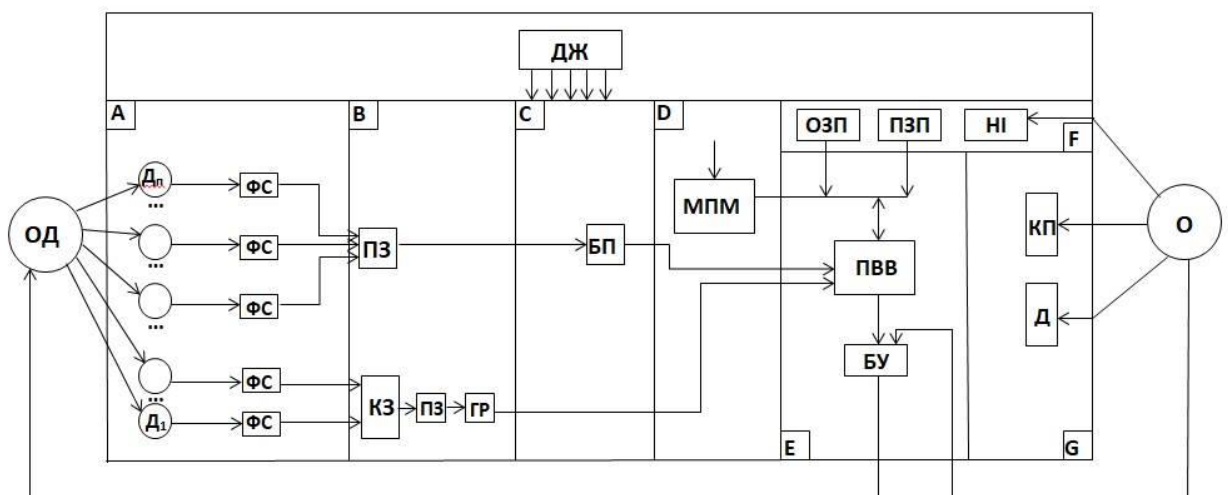 ДЖ
A
B
C
D
ОЗП
ПЗП
НІ
F
Дп
ФС
...
МПМ
ОД
КП
О
ФС
ПЗ
БП
ПВВ
...
ФС
Д
...
БУ
ФС
...
КЗ
ПЗ
ГР
Д1
ФС
E
G